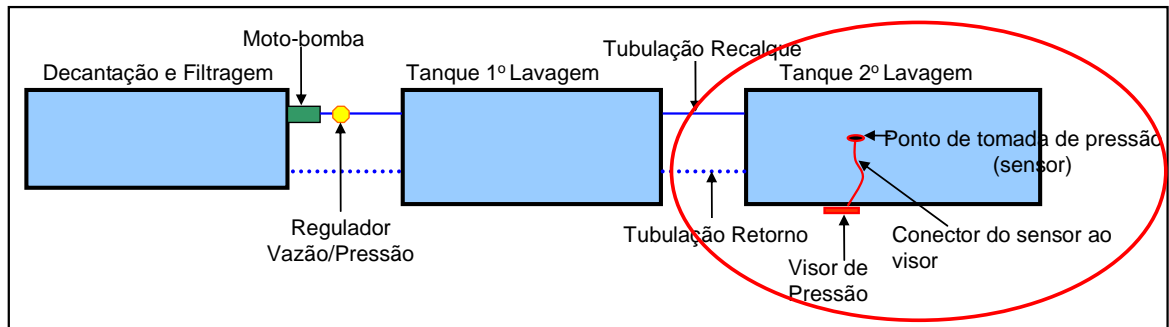 Moto-bomba
Tubulação Recalque
Decantação e Filtragem
Tanque 1º Lavagem
Tanque 2º Lavagem
Ponto de tomada de pressão
(sensor)
Regulador
Vazão/Pressão
Tubulação Retorno
Conector do sensor ao
visor
Visor de
Pressão